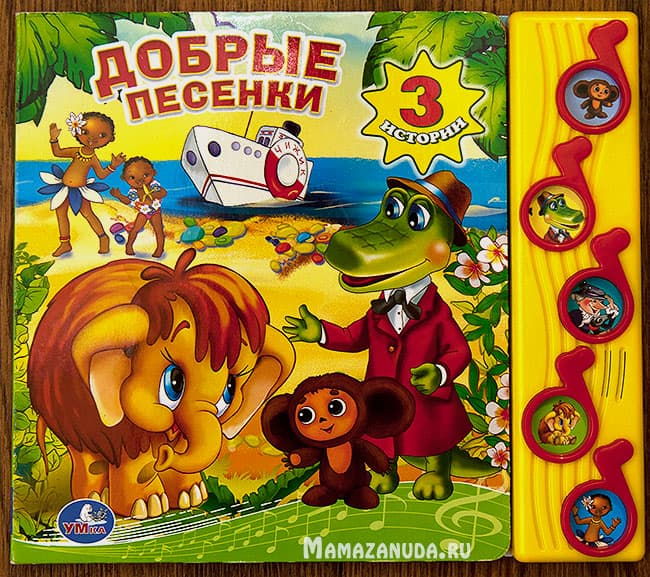 ДОБРЫЕ
ПЕСЕНКИ
3
ИСТОРИИ
ЧИЖИК
УМка
MAMAZANUDA.RU